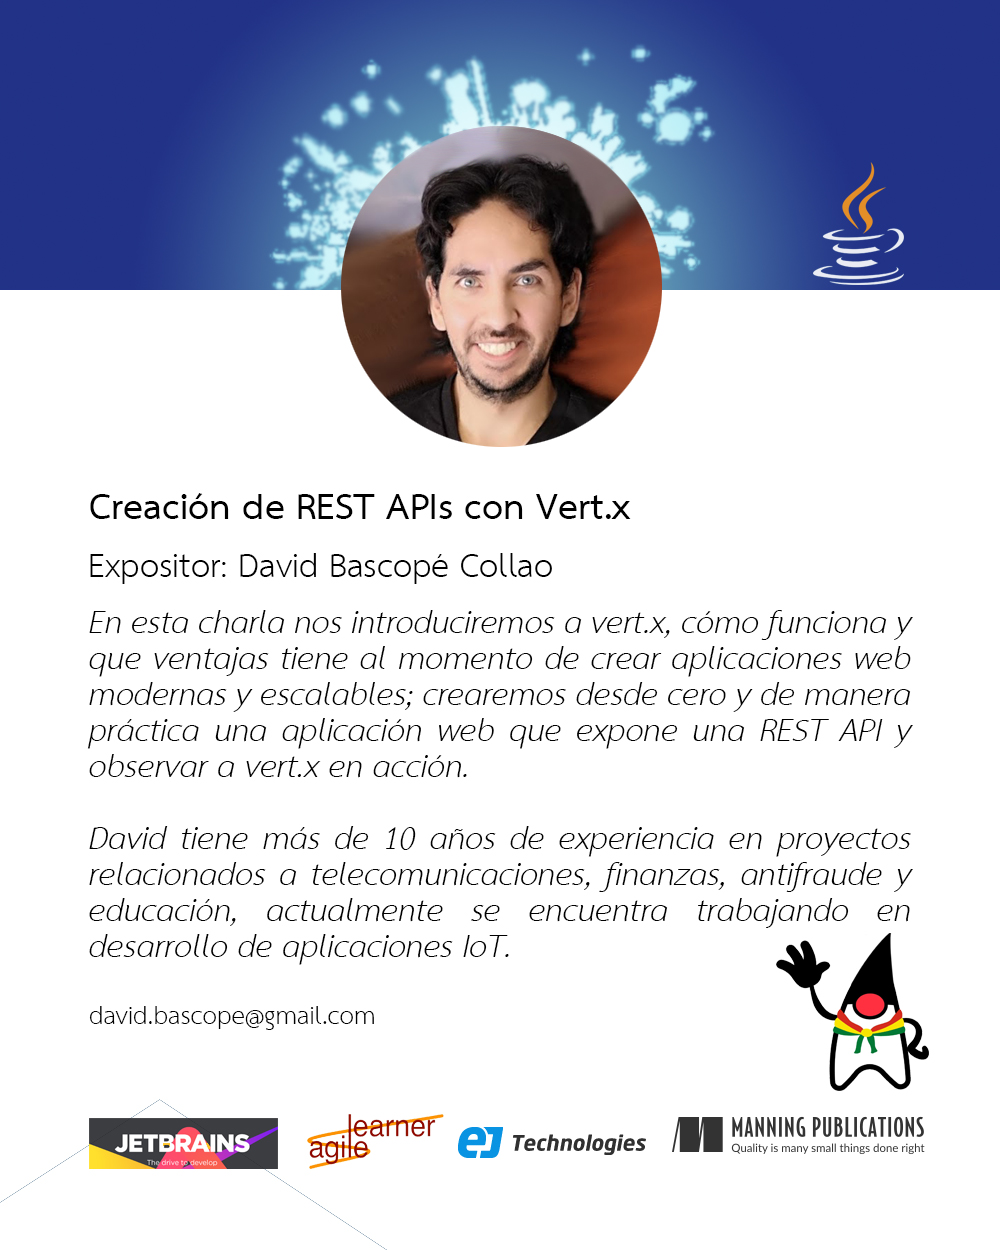 Creación de REST APIs con Vert.x
Expositor: David Bascopé Collao
En esta charla nos introduciremos a vert.x, cómo funciona y
que ventajas tiene al momento de crear aplicaciones web
modernas y escalables; crearemos desde cero y de manera
práctica una aplicación web que expone una REST API y
observar a vert.x en acción.
David tiene más de 10 años de experiencia en proyectos
relacionados a telecomunicaciones, finanzas, antifraude y
educación, actualmente se encuentra trabajando en
desarrollo de aplicaciones IoT.
david.bascope@gmail.com
JETBRAINS
The drive to develop
agile learner
ej Technologies
MANNING PUBLICATIONS
Quality is many small things done right